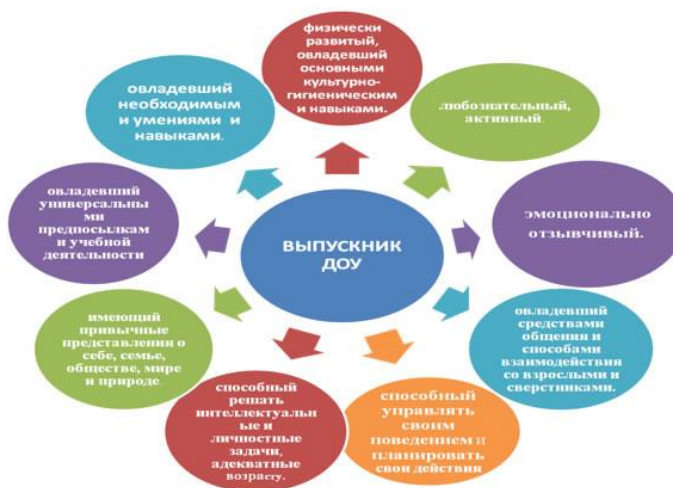 физически
развитый,
овладевший
основными
культурно-
гигиеническим
и навыками.
любознательный,
активный.
эмоционально
отзывчивый.
овладевший
средствами
общения и
способами
взаимодействия
со взрослыми и
сверстниками.
способный
управлять
своим
поведением и
планировать
свои действия
способный
решать
интеллектуальн
ые и
личностные
задачи,
адекватные
возрасту.
имеющий
привычные
представления о
себе, семье,
обществе, мире
и природе.
овладевший
универсальны
ми
предпосылкам
и учебной
деятельности
овладевший
необходимым
и умениями и
навыками.
ВЫПУСКНИК
ДОУ